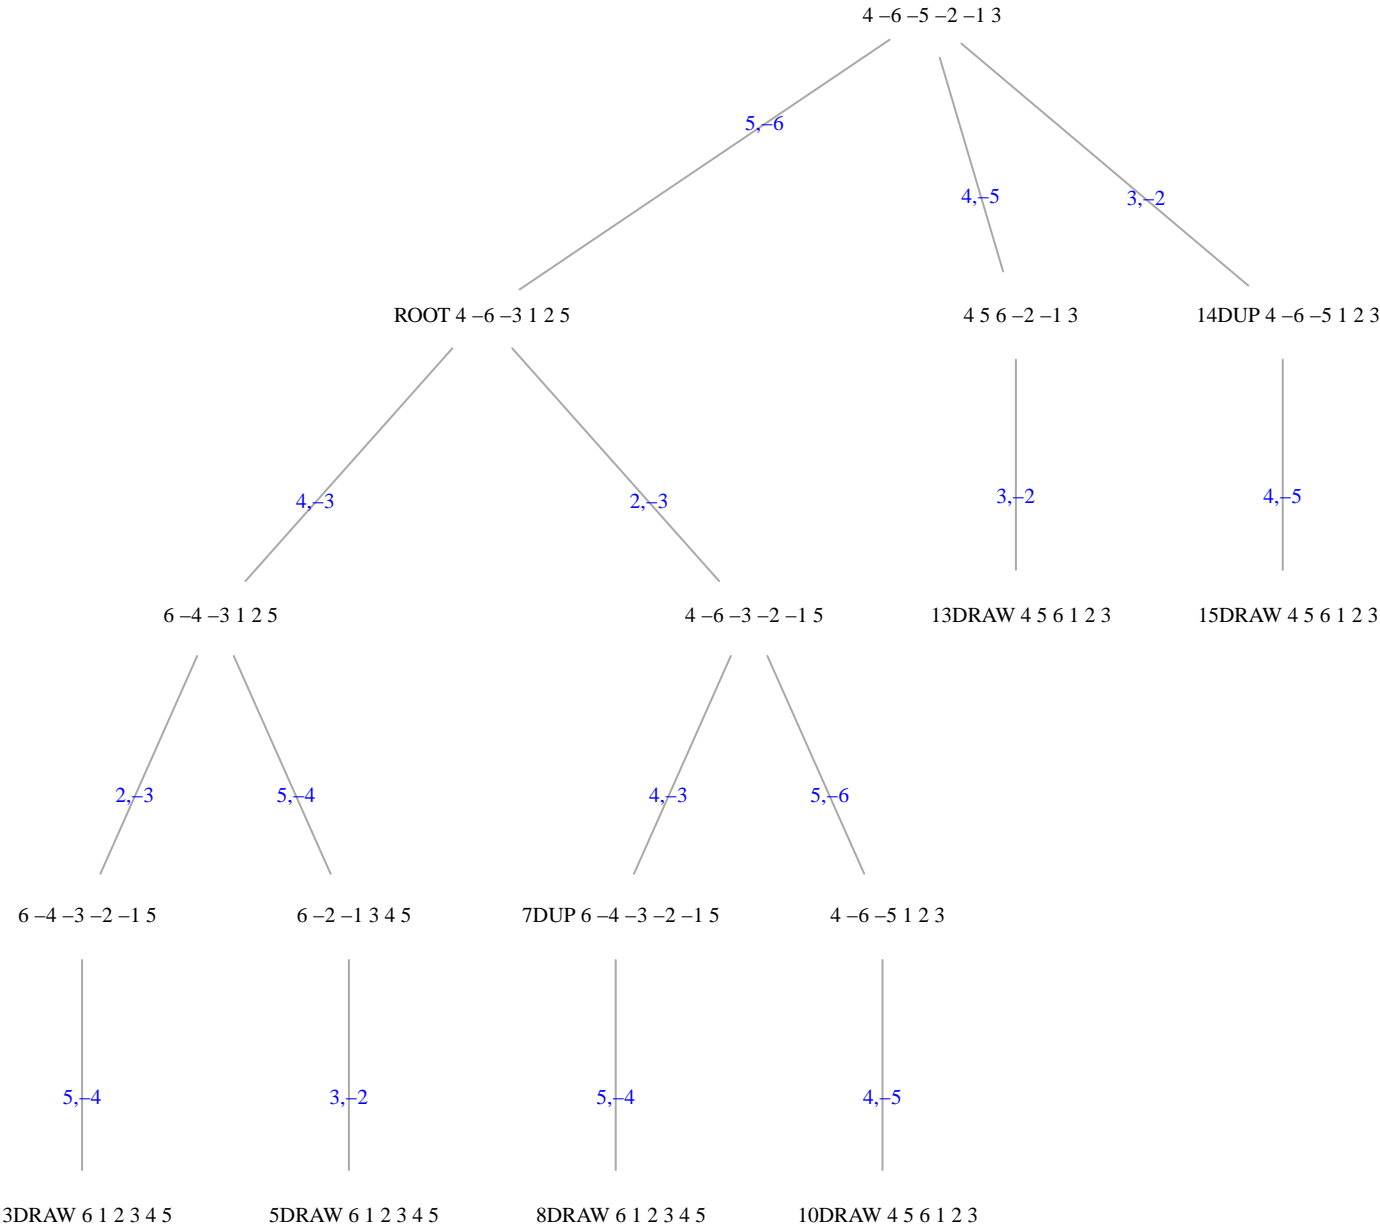 4 –6 –5 –2 –1 3
5,–6
4,–5
3,–2
ROOT 4 –6 –3 1 2 5
4 5 6 –2 –1 3
14DUP 4 –6 –5 1 2 3
4,–3
2,–3
3,–2
4,–5
6 –4 –3 1 2 5
4 –6 –3 –2 –1 5
13DRAW 4 5 6 1 2 3
15DRAW 4 5 6 1 2 3
2,–3
5,–4
4,–3
5,–6
6 –4 –3 –2 –1 5
6 –2 –1 3 4 5
7DUP 6 –4 –3 –2 –1 5
4 –6 –5 1 2 3
5,–4
3,–2
5,–4
4,–5
3DRAW 6 1 2 3 4 5
5DRAW 6 1 2 3 4 5
8DRAW 6 1 2 3 4 5
10DRAW 4 5 6 1 2 3